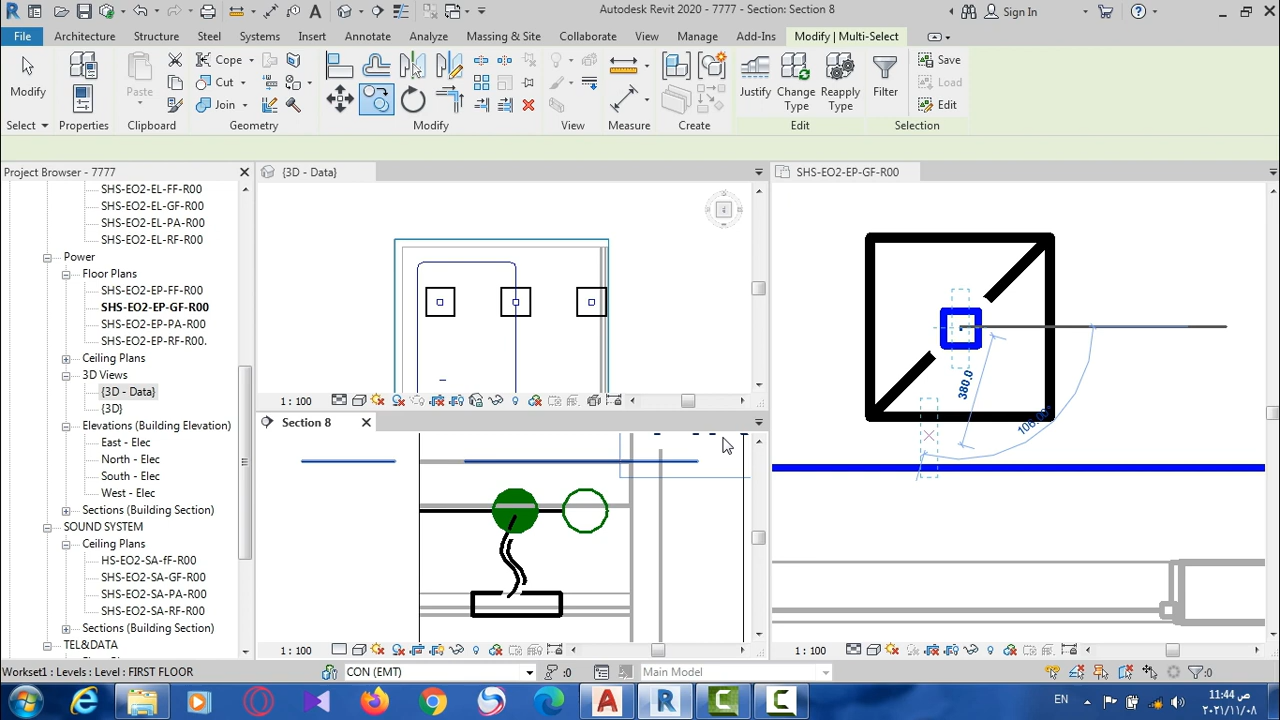 Autodesk Revit 2020 - 7777 - Section: Section 8
Sign In
File
Architecture
Structure
Steel
Systems
Insert
Annotate
Analyze
Massing & Site
Collaborate
View
Manage
Add-Ins
Modify | Multi-Select
Modify
Paste
Cope
Cut
Join
Justify
Change Type
Reapply Type
Filter
Save
Load
Edit
Select
Properties
Clipboard
Geometry
Modify
View
Measure
Create
Edit
Selection
Project Browser - 7777
SHS-EO2-EL-FF-R00
SHS-EO2-EL-GF-R00
SHS-EO2-EL-PA-R00
SHS-EO2-EL-RF-R00
Power
Floor Plans
SHS-EO2-EP-FF-R00
SHS-EO2-EP-GF-R00
SHS-EO2-EP-PA-R00
SHS-EO2-EP-RF-R00.
Ceiling Plans
3D Views
{3D - Data}
{3D}
Elevations (Building Elevation)
East - Elec
North - Elec
South - Elec
West - Elec
Sections (Building Section)
SOUND SYSTEM
Ceiling Plans
HS-EO2-SA-fF-R00
SHS-EO2-SA-GF-R00
SHS-EO2-SA-PA-R00
SHS-EO2-SA-RF-R00
Sections (Building Section)
TEL&DATA
{3D - Data}
1 : 100
Section 8
1 : 100
SHS-EO2-EP-GF-R00
380.0
106.00°
1 : 100
Workset1 : Levels : Level : FIRST FLOOR
CON (EMT)
:0
Main Model
:0
EN
11:44 ص
٢٠٢١/١١/٠٨